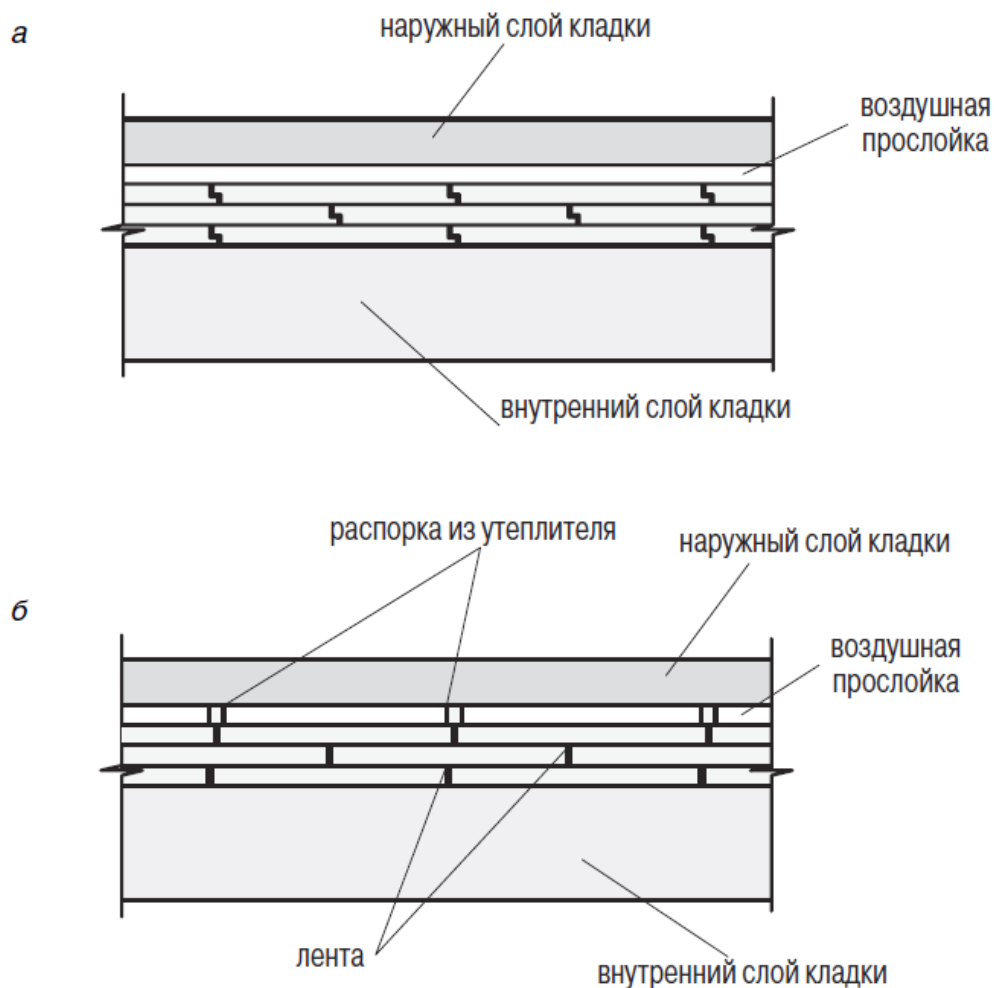 а
наружный слой кладки
воздушная
прослойка
внутренний слой кладки
распорка из утеплителя
наружный слой кладки
б
воздушная
прослойка
лента
внутренний слой кладки